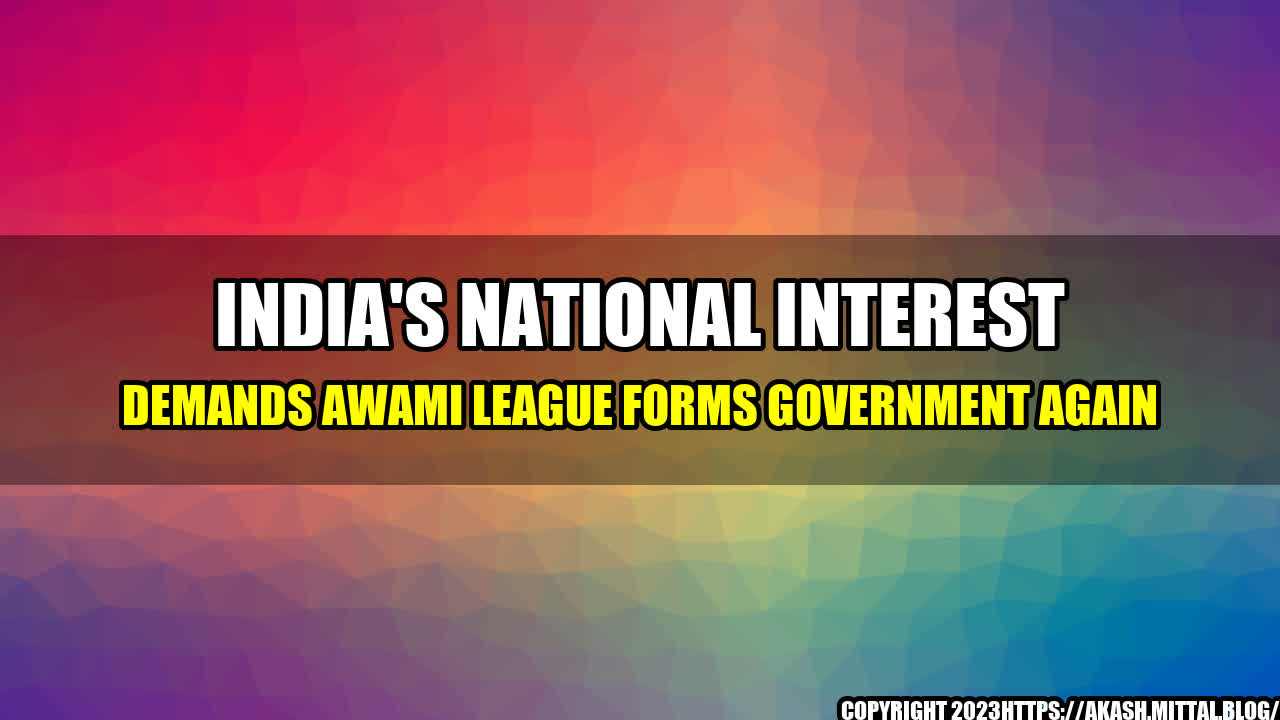 INDIA'S NATIONAL INTEREST
DEMANDS AWAMI LEAGUE FORMS GOVERNMENT AGAIN
COPYRIGHT 2023HTTPS://AKASH.MITTAL.BLOG/